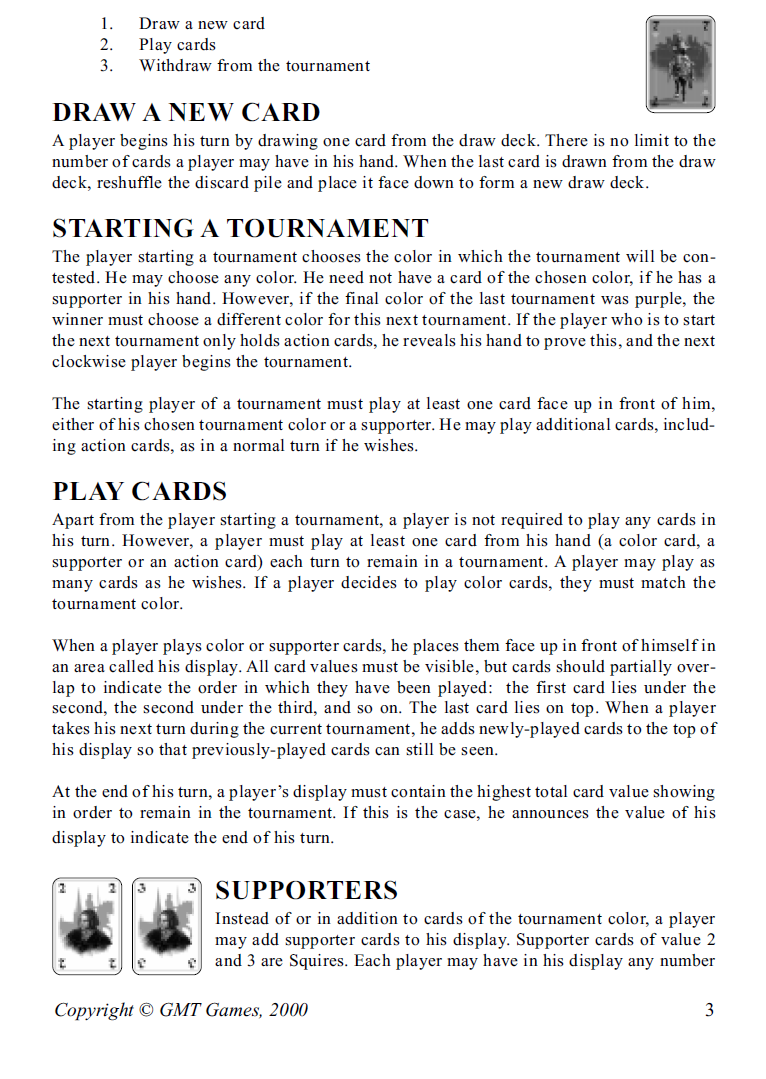 1. Draw a new card
2. Play cards
3. Withdraw from the tournament
7 7
DRAW A NEW CARD
A player begins his turn by drawing one card from the draw deck. There is no limit to the
number of cards a player may have in his hand. When the last card is drawn from the draw
deck, reshuffle the discard pile and place it face down to form a new draw deck.
STARTING A TOURNAMENT
The player starting a tournament chooses the color in which the tournament will be con-
tested. He may choose any color. He need not have a card of the chosen color, if he has a
supporter in his hand. However, if the final color of the last tournament was purple, the
winner must choose a different color for this next tournament. If the player who is to start
the next tournament only holds action cards, he reveals his hand to prove this, and the next
clockwise player begins the tournament.
The starting player of a tournament must play at least one card face up in front of him,
either of his chosen tournament color or a supporter. He may play additional cards, includ-
ing action cards, as in a normal turn if he wishes.
PLAY CARDS
Apart from the player starting a tournament, a player is not required to play any cards in
his turn. However, a player must play at least one card from his hand (a color card, a
supporter or an action card) each turn to remain in a tournament. A player may play as
many cards as he wishes. If a player decides to play color cards, they must match the
tournament color.
When a player plays color or supporter cards, he places them face up in front of himself in
an area called his display. All card values must be visible, but cards should partially over-
lap to indicate the order in which they have been played: the first card lies under the
second, the second under the third, and so on. The last card lies on top. When a player
takes his next turn during the current tournament, he adds newly-played cards to the top of
his display so that previously-played cards can still be seen.
At the end of his turn, a player's display must contain the highest total card value showing
in order to remain in the tournament. If this is the case, he announces the value of his
display to indicate the end of his turn.
2 2 3 3
SUPPORTERS
Instead of or in addition to cards of the tournament color, a player
may add supporter cards to his display. Supporter cards of value 2
and 3 are Squires. Each player may have in his display any number
Copyright © GMT Games, 2000 3